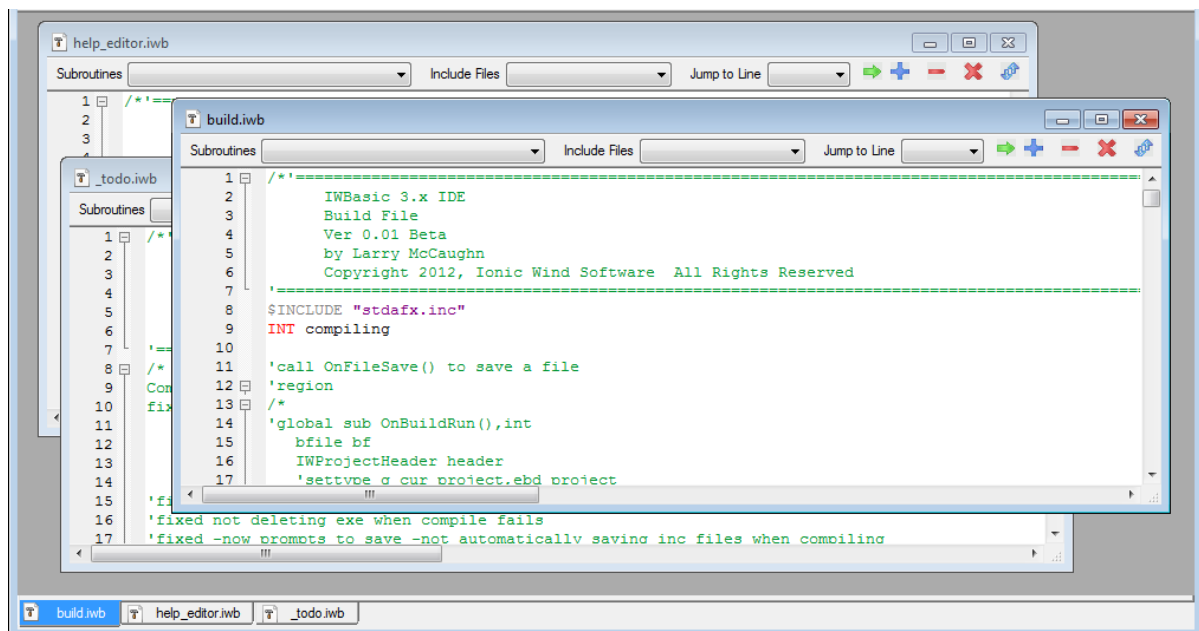 help_editor.iwb
Subroutines Include Files Jump to Line
1 /*'==
2
3
build.iwb
Subroutines Include Files Jump to Line
1 /*'==============================================================================================
2 IWBasic 3.x IDE
3 Build File
4 Ver 0.01 Beta
5 by Larry McCaughn
6 Copyright 2012, Ionic Wind Software All Rights Reserved
7 '==============================================================================================
8 $INCLUDE "stdafx.inc"
9 INT compiling
10
11 'call OnFileSave() to save a file
12 'region
13 /*
14 'global sub OnBuildRun(),int
15 bfile bf
16 IWProjectHeader header
17 'settype g_cur_project,ebd_project
_todo.iwb
Subroutines
1 /*'
2
3
4
5
6
7 '==
8 /*
9 Com
10 fix
11
12
13
14
15 'fi
16 'fixed not deleting exe when compile fails
17 'fixed -now prompts to save -not automatically saving inc files when compiling
build.iwb help_editor.iwb _todo.iwb